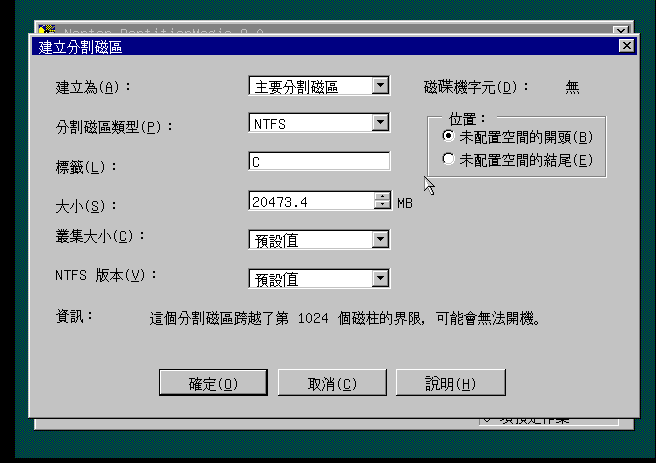 Norton PartitionMagic 8.0
建立分割磁區
建立為(A)： 主要分割磁區 磁碟機字元(D)： 無
分割磁區類型(P)： NTFS
位置：
未配置空間的開頭(B)
未配置空間的結尾(E)
標籤(L)： C
大小(S)： 20473.4 MB
叢集大小(C)： 預設值
NTFS 版本(V)： 預設值
資訊： 這個分割磁區跨越了第 1024 個磁柱的界限, 可能會無法開機。
確定(O) 取消(C) 說明(H)
項預定作業